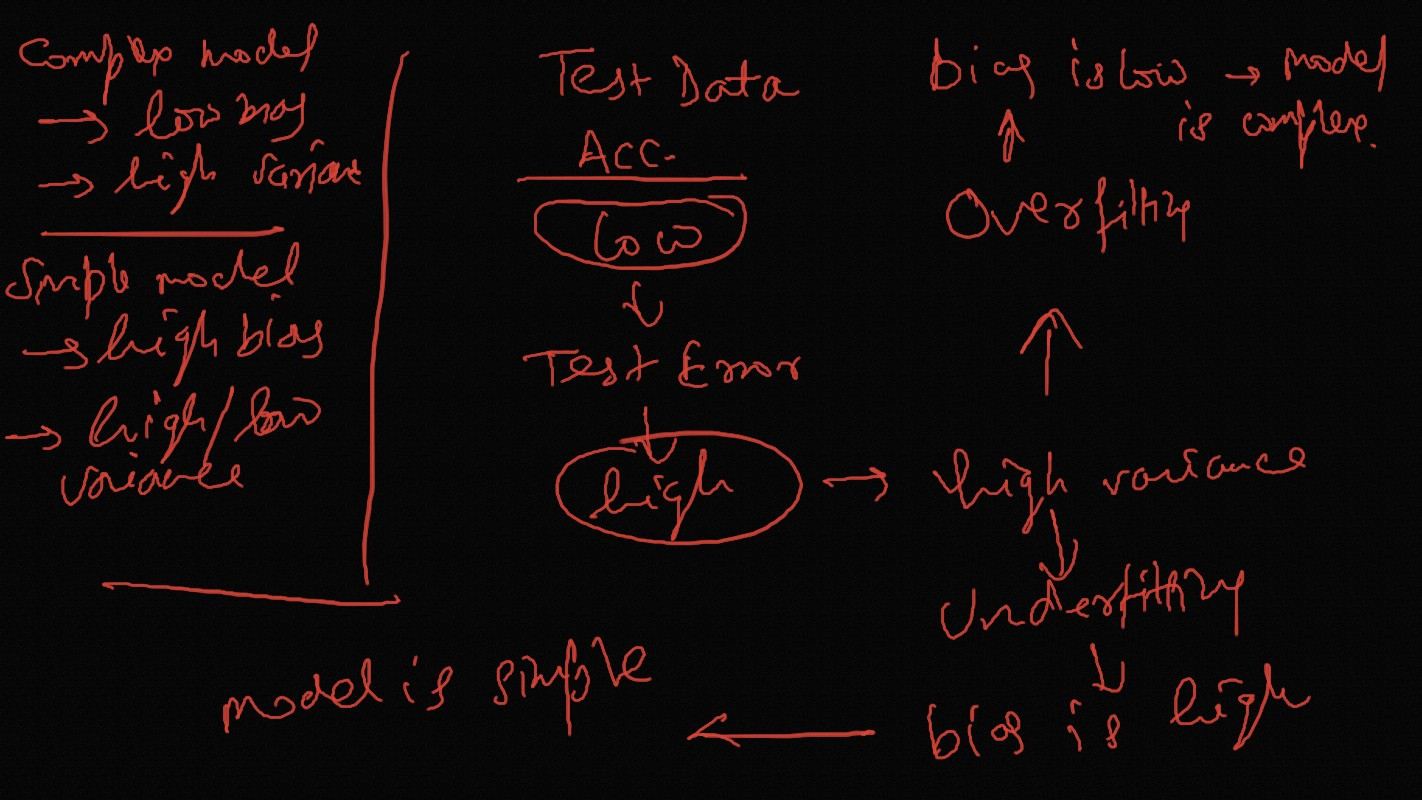 Complex model
→ low bias
→ high variance
Simple model
→ high bias
→ high/low
variance
Test Data
Acc.
low
↓
Test Error
↓
high →
high variance
↑
Overfitting
↑
bias is low → model
is complex.
↓
Underfitting
↓
bias is high
←
model is simple